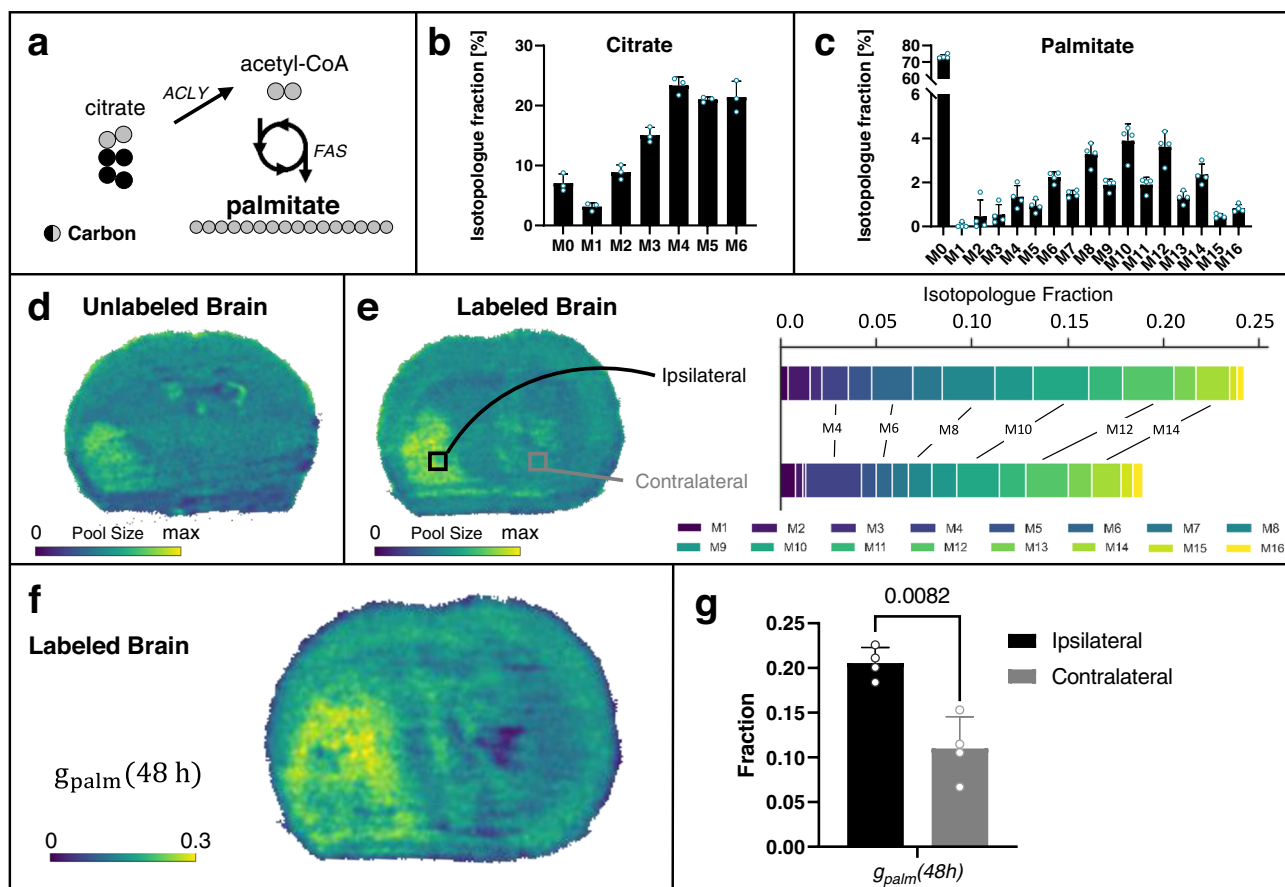 a
citrate
ACLY
acetyl-CoA
FAS
palmitate
Carbon
b
Citrate
Isotopologue fraction [%]
30
20
10
0
M0 M1 M2 M3 M4 M5 M6
c
Palmitate
Isotopologue fraction [%]
80
70
60
6
4
2
0
M0 M1 M2 M3 M4 M5 M6 M7 M8 M9 M10 M11 M12 M13 M14 M15 M16
d
Unlabeled Brain
0 Pool Size max
e
Labeled Brain
Ipsilateral
Contralateral
0 Pool Size max
Isotopologue Fraction
0.0 0.05 0.10 0.15 0.20 0.25
M4 M6 M8 M10 M12 M14
M1 M2 M3 M4 M5 M6 M7 M8
M9 M10 M11 M12 M13 M14 M15 M16
f
Labeled Brain
gpalm(48 h)
0 0.3
g
0.0082
Fraction
0.25
0.20
0.15
0.10
0.05
0.00
gpalm(48h)
Ipsilateral
Contralateral